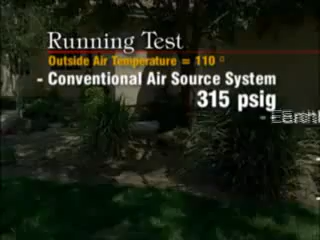 Running Test
Outside Air Temperature = 110 °
- Conventional Air Source System
315 psig